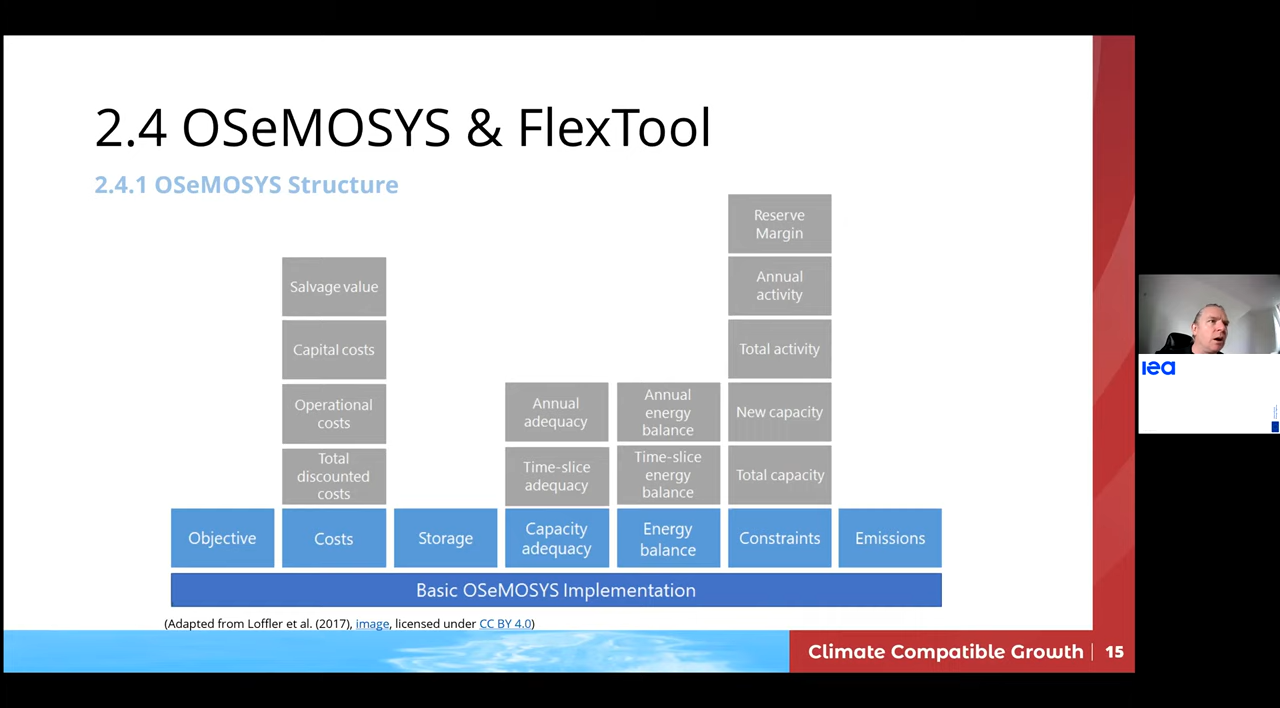 2.4 OSeMOSYS & FlexTool
2.4.1 OSeMOSYS Structure
Reserve
Margin
Salvage value
Annual
activity
Capital costs
Total activity
Operational
costs
Annual
adequacy
Annual
energy
balance
New capacity
Total
discounted
costs
Time-slice
adequacy
Time-slice
energy
balance
Total capacity
Objective
Costs
Storage
Capacity
adequacy
Energy
balance
Constraints
Emissions
Basic OSeMOSYS Implementation
(Adapted from Loffler et al. (2017), image, licensed under CC BY 4.0)
Climate Compatible Growth | 15
iea